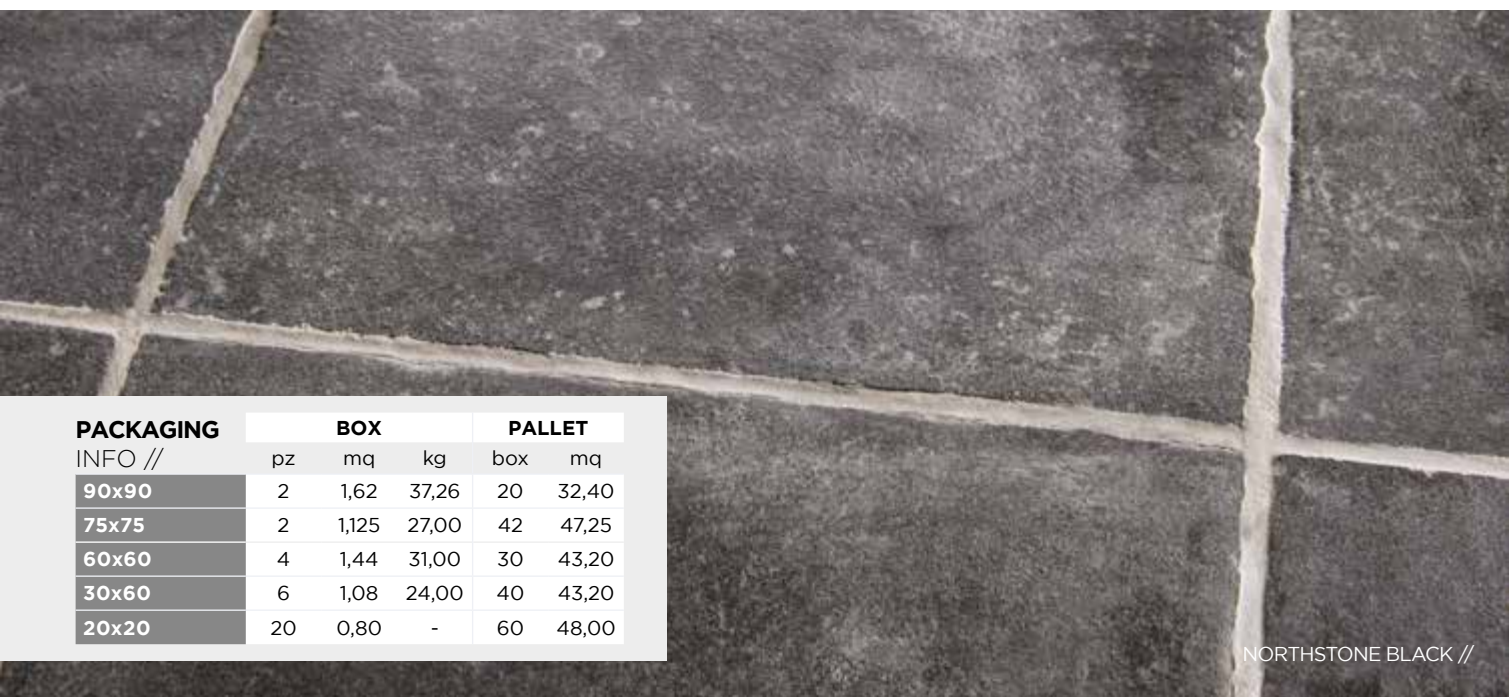 PACKAGING BOX PALLET
INFO // pz mq kg box mq
90x90 2 1,62 37,26 20 32,40
75x75 2 1,125 27,00 42 47,25
60x60 4 1,44 31,00 30 43,20
30x60 6 1,08 24,00 40 43,20
20x20 20 0,80 - 60 48,00
NORTHSTONE BLACK //